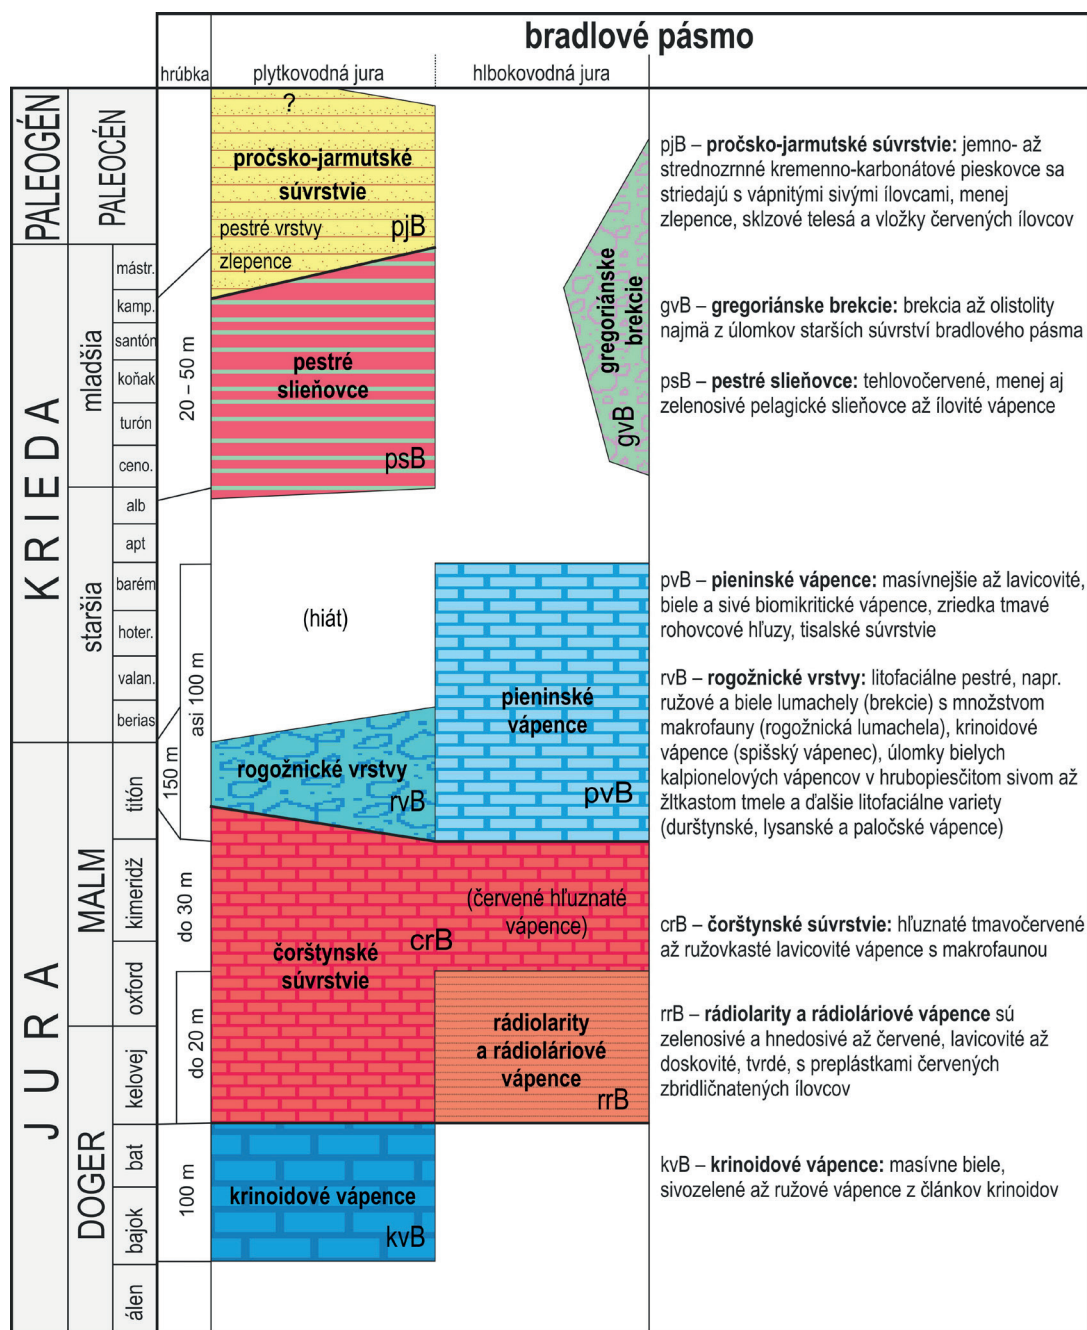 bradlové pásmo
hrúbka
plytkovodná jura
hlbokovodná jura
PALEOGÉN
PALEOCÉN
KRIEDA
mladšia
mástr.
kamp.
santón
koňak
turón
ceno.
staršia
alb
apt
barém
hoter.
valan.
berias
JURA
MALM
titón
kimeridž
oxford
DOGER
kelovej
bat
bajok
álen
20 – 50 m
asi 100 m
150 m
do 30 m
do 20 m
100 m
?
pročsko-jarmutské
súvrstvie
pestré vrstvy
pjB
zlepence
pestré
slieňovce
psB
gregoriánske
brekcie
gvB
(hiát)
pieninské
vápence
pvB
rogožnické vrstvy
rvB
(červené hľuznaté
vápence)
crB
čorštynské
súvrstvie
rádiolarity
a rádioláriové
vápence
rrB
krinoidové vápence
kvB
pjB – pročsko-jarmutské súvrstvie: jemno- až
strednozrnné kremenno-karbonátové pieskovce sa
striedajú s vápnitými sivými ílovcami, menej
zlepence, sklzové telesá a vložky červených ílovcov
gvB – gregoriánske brekcie: brekcia až olistolity
najmä z úlomkov starších súvrství bradlového pásma
psB – pestré slieňovce: tehlovočervené, menej aj
zelenosivé pelagické slieňovce až ílovité vápence
pvB – pieninské vápence: masívnejšie až lavicovité,
biele a sivé biomikritické vápence, zriedka tmavé
rohovcové hľuzy, tisalské súvrstvie
rvB – rogožnické vrstvy: litofaciálne pestré, napr.
ružové a biele lumachely (brekcie) s množstvom
makrofauny (rogožnická lumachela), krinoidové
vápence (spišský vápenec), úlomky bielych
kalpionelových vápencov v hrubopiesčitom sivom až
žltkastom tmele a ďalšie litofaciálne variety
(durštynské, lysanské a paločské vápence)
crB – čorštynské súvrstvie: hľuznaté tmavočervené
až ružovkasté lavicovité vápence s makrofaunou
rrB – rádiolarity a rádioláriové vápence sú
zelenosivé a hnedosivé až červené, lavicovité až
doskovité, tvrdé, s preplástkami červených
zbridličnatených ílovcov
kvB – krinoidové vápence: masívne biele,
sivozelené až ružové vápence z článkov krinoidov